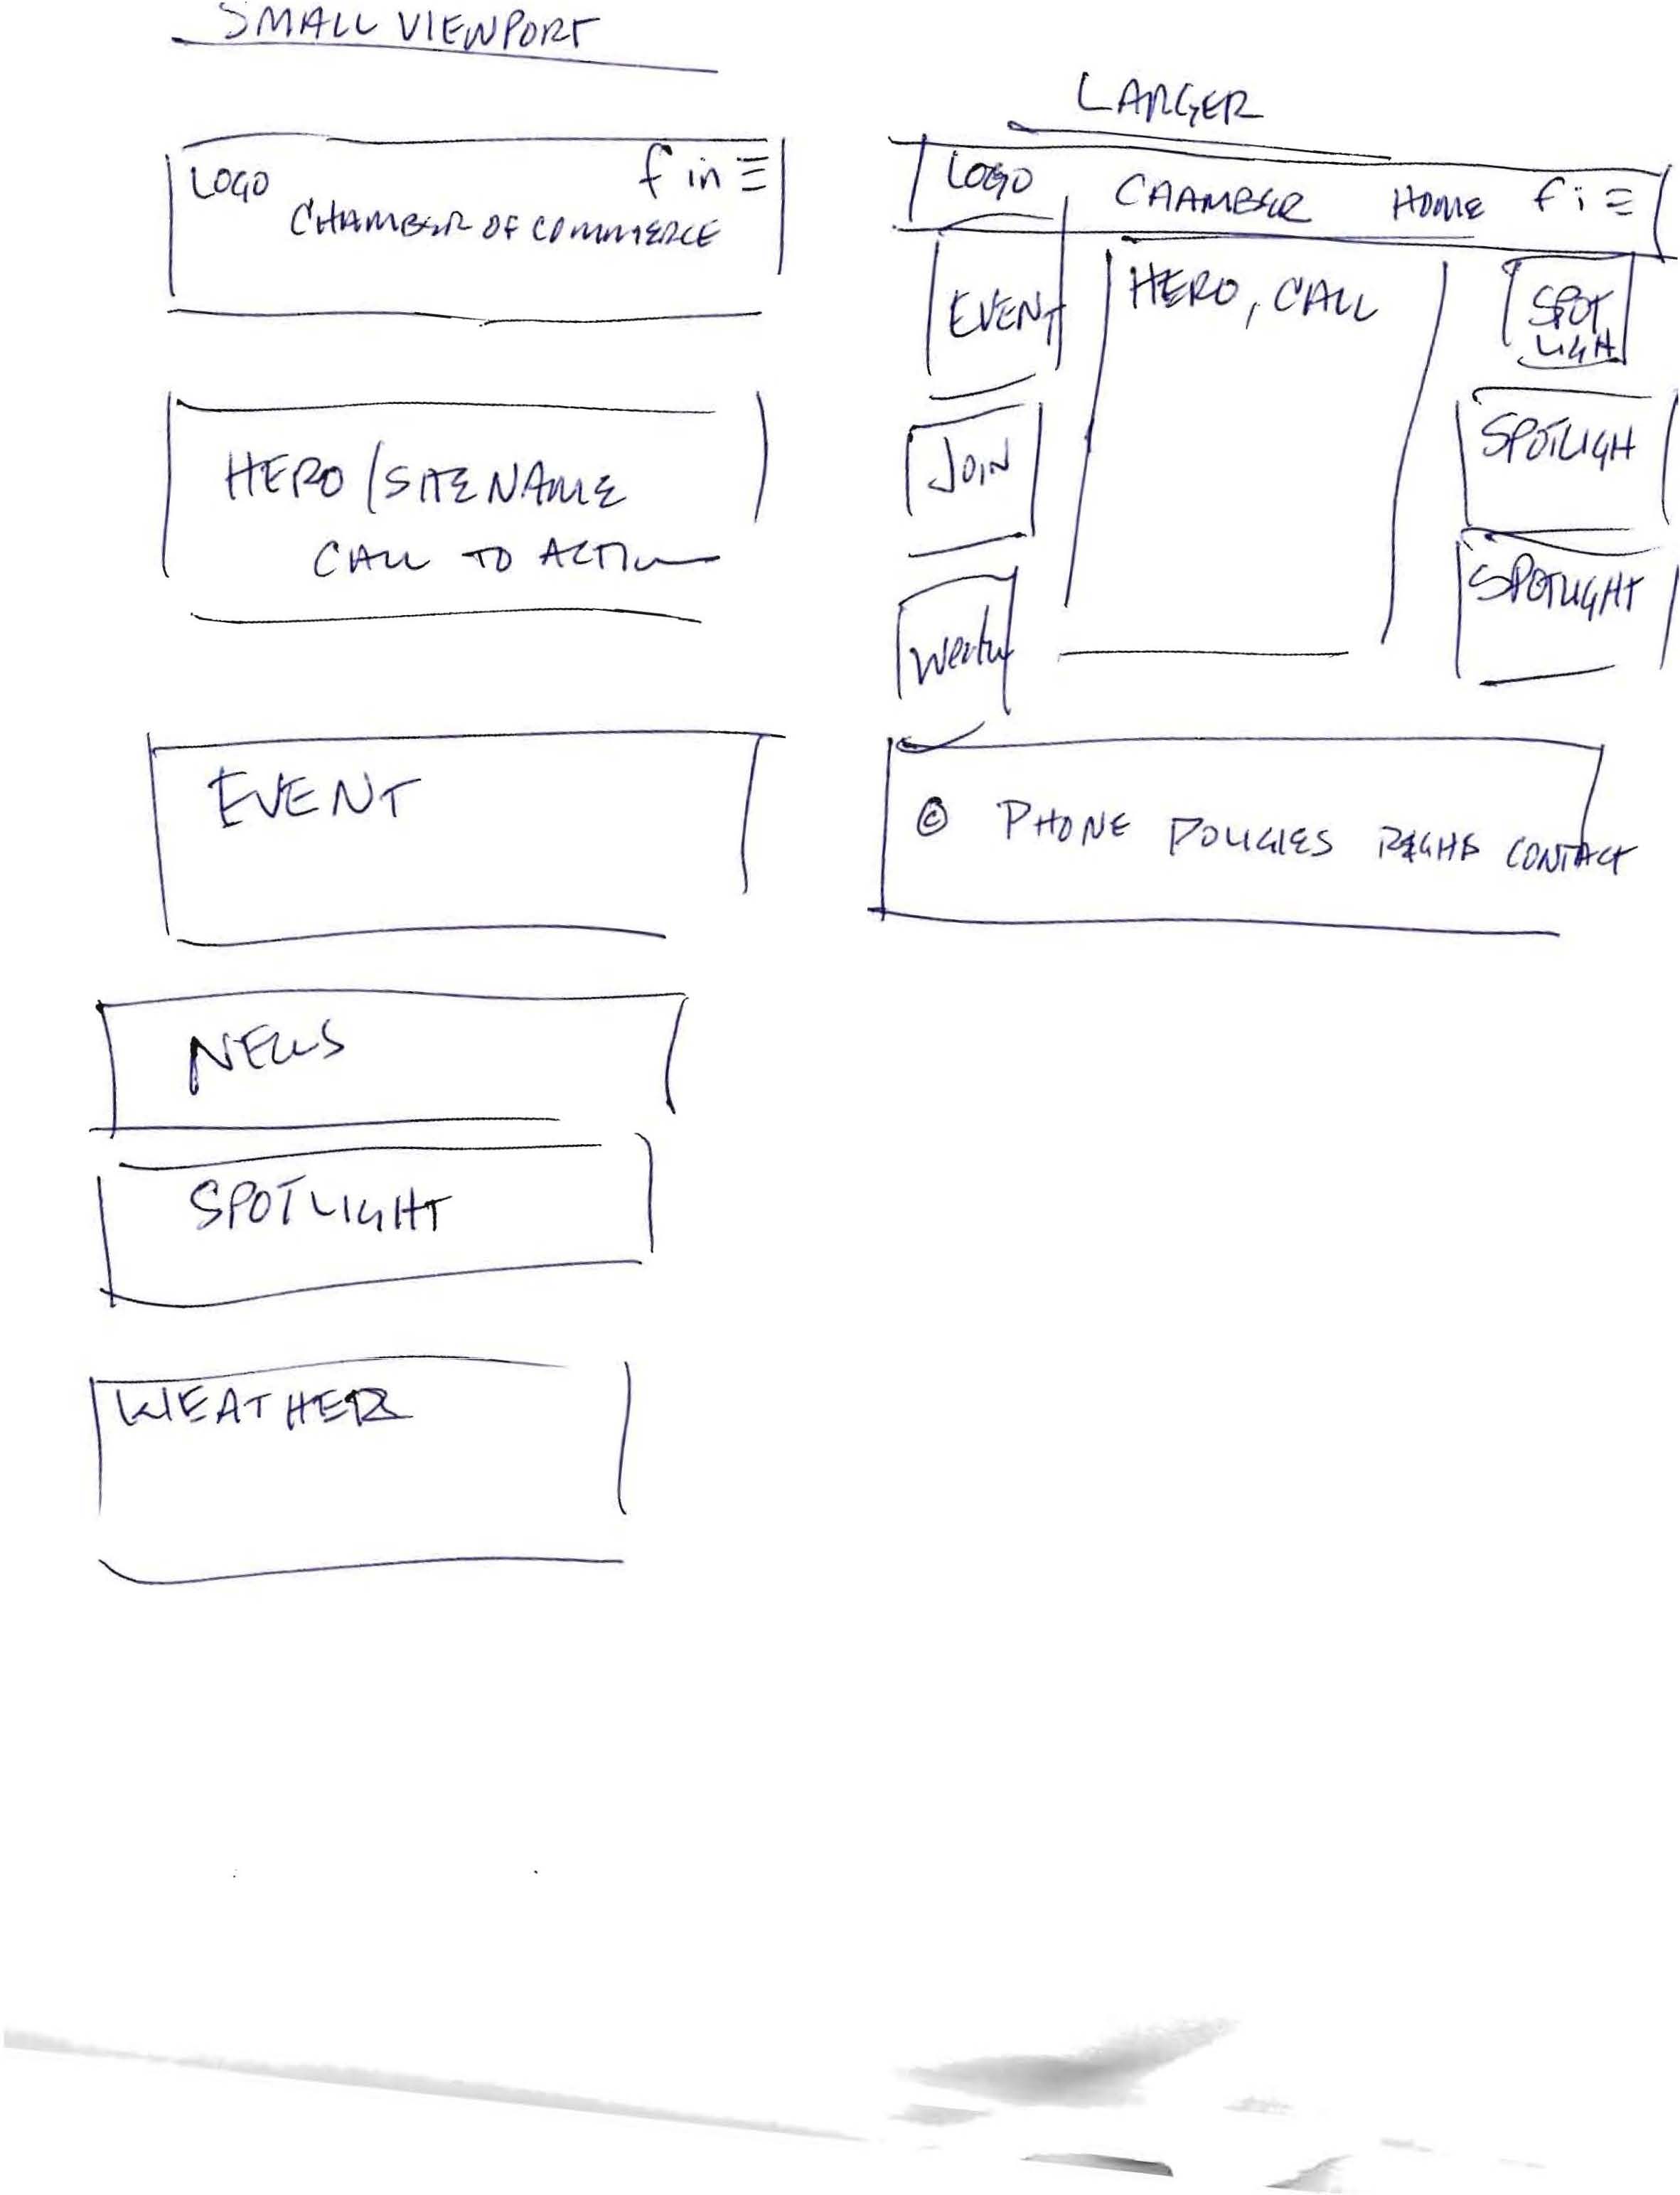 SMALL VIEWPORT
LOGO f in
CHAMBER OF COMMERCE
HERO / SITE NAME
CALL TO ACTION
EVENT
NEWS
SPOTLIGHT
WEATHER
LARGER
LOGO CHAMBER HOME f i
EVENT
JOIN
HERO, CALL
SPOT
LIGH
SPOTLIGH
SPOTLIGHT
© PHONE POLICIES RIGHTS CONTACT